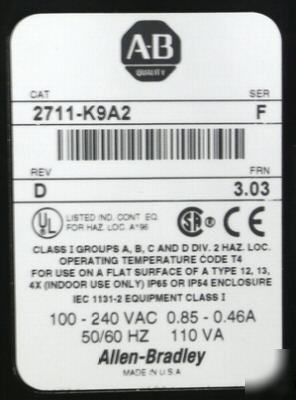 A-B
QUALITY
CAT SER
2711-K9A2 F
REV FRN
D 3.03
UL LISTED IND. CONT. EQ.
FOR HAZ. LOC. A196
CLASS I GROUPS A, B, C AND D DIV. 2 HAZ. LOC.
OPERATING TEMPERATURE CODE T4
FOR USE ON A FLAT SURFACE OF A TYPE 12, 13,
4X (INDOOR USE ONLY) IP65 OR IP54 ENCLOSURE
IEC 1131-2 EQUIPMENT CLASS I
100 - 240 VAC 0.85 - 0.46A
50/60 HZ 110 VA
Allen-Bradley
MADE IN U.S.A